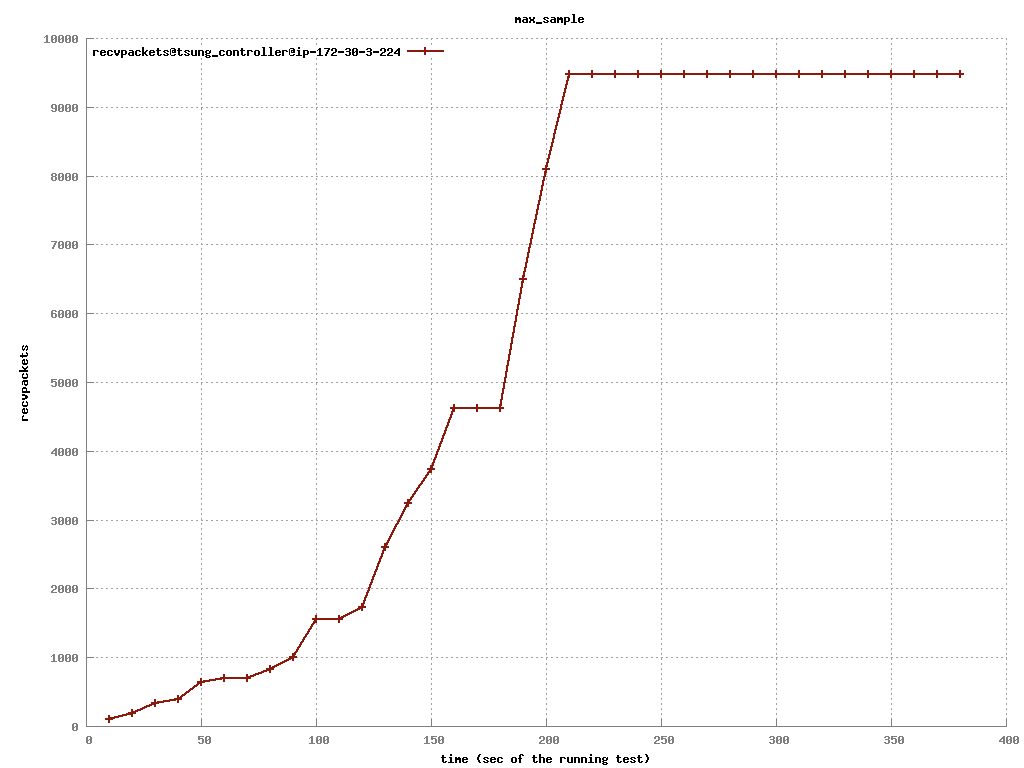 max_sample
recvpackets@tsung_controller@ip-172-30-3-224
10000
9000
8000
7000
6000
5000
4000
3000
2000
1000
0
recvpackets
0 50 100 150 200 250 300 350 400
time (sec of the running test)